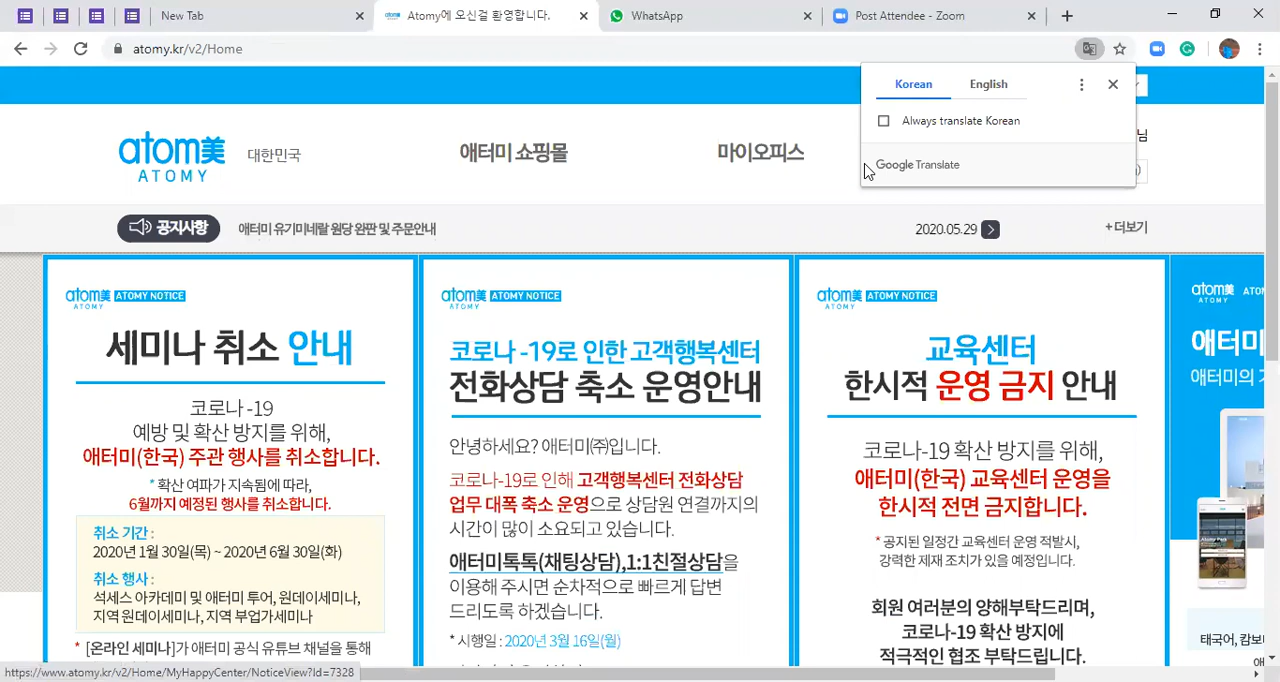 New Tab
Atomy에 오신걸 환영합니다.
WhatsApp
Post Attendee - Zoom
atomy.kr/v2/Home
Korean
English
Always translate Korean
Google Translate
님
atom美
ATOMY
대한민국
애터미 쇼핑몰
마이오피스
공지사항
애터미 유기미네랄 원당 완판 및 주문안내
2020.05.29
+더보기
atom美
ATOMY
ATOMY NOTICE
세미나 취소 안내
코로나 -19
예방 및 확산 방지를 위해,
애터미(한국) 주관 행사를 취소합니다.
* 확산 여파가 지속됨에 따라,
6월까지 예정된 행사를 취소합니다.
취소 기간 :
2020년 1월 30일(목) ~ 2020년 6월 30일(화)
취소 행사 :
석세스 아카데미 및 애터미 투어, 원데이세미나,
지역 원데이세미나, 지역 부업가세미나
* [온라인 세미나]가 애터미 공식 유튜브 채널을 통해
atom美
ATOMY
ATOMY NOTICE
코로나 -19로 인한 고객행복센터
전화상담 축소 운영안내
안녕하세요? 애터미㈜입니다.
코로나-19로 인해 고객행복센터 전화상담
업무 대폭 축소 운영으로 상담원 연결까지의
시간이 많이 소요되고 있습니다.
애터미톡톡(채팅상담),1:1친절상담을
이용해 주시면 순차적으로 빠르게 답변
드리도록 하겠습니다.
* 시행일 : 2020년 3월 16일(월)
atom美
ATOMY
ATOMY NOTICE
교육센터
한시적 운영 금지 안내
코로나-19 확산 방지를 위해,
애터미(한국) 교육센터 운영을
한시적 전면 금지합니다.
* 공지된 일정간 교육센터 운영 적발시,
강력한 제재 조치가 있을 예정입니다.
회원 여러분의 양해부탁드리며,
코로나-19 확산 방지에
적극적인 협조 부탁드립니다.
atom美
ATOMY
애터미
애터미의
태국어, 캄보
https://www.atomy.kr/v2/Home/MyHappyCenter/NoticeView?Id=7328